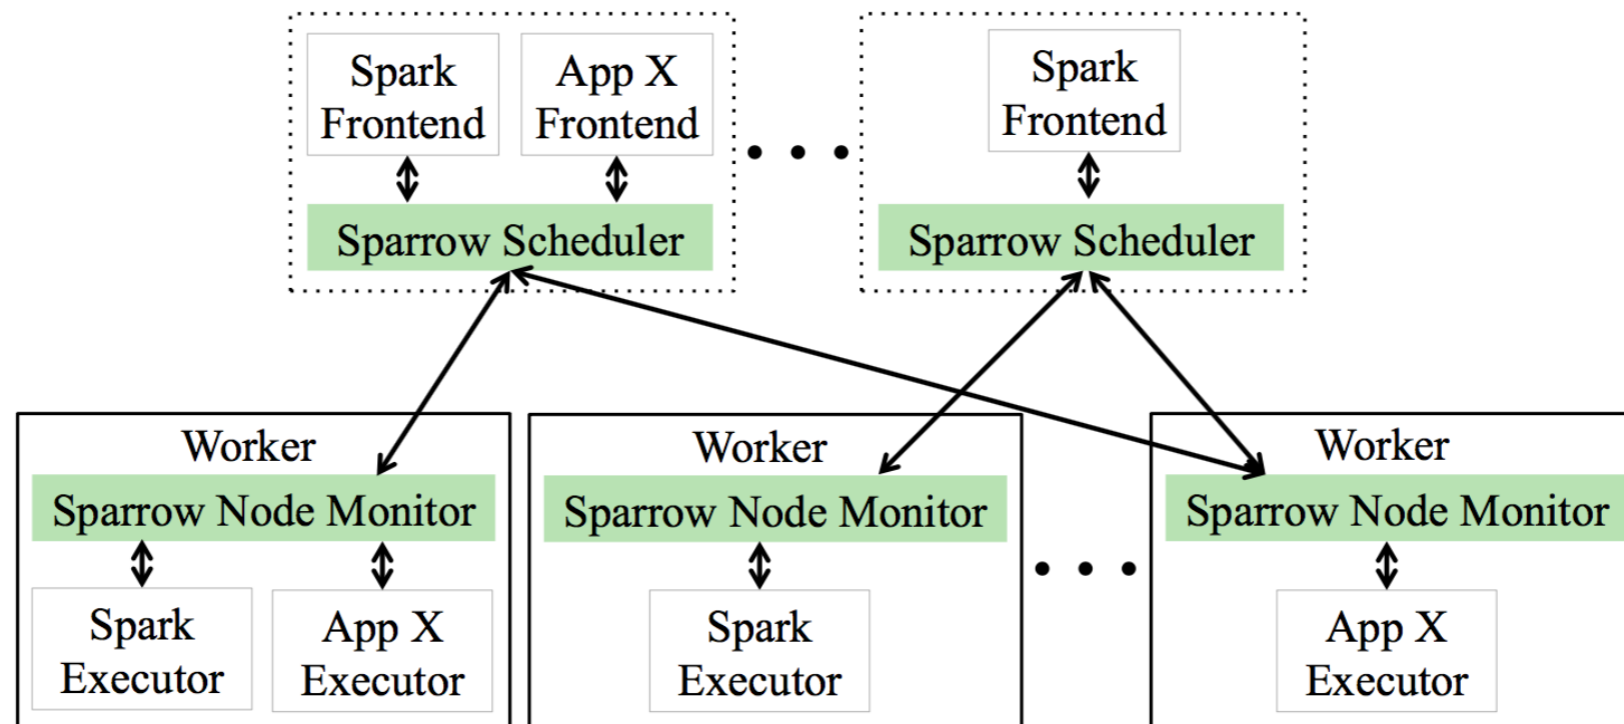 Spark
Frontend
App X
Frontend
Sparrow Scheduler
Spark
Frontend
Sparrow Scheduler
Worker
Sparrow Node Monitor
Spark
Executor
App X
Executor
Worker
Sparrow Node Monitor
Spark
Executor
Worker
Sparrow Node Monitor
App X
Executor